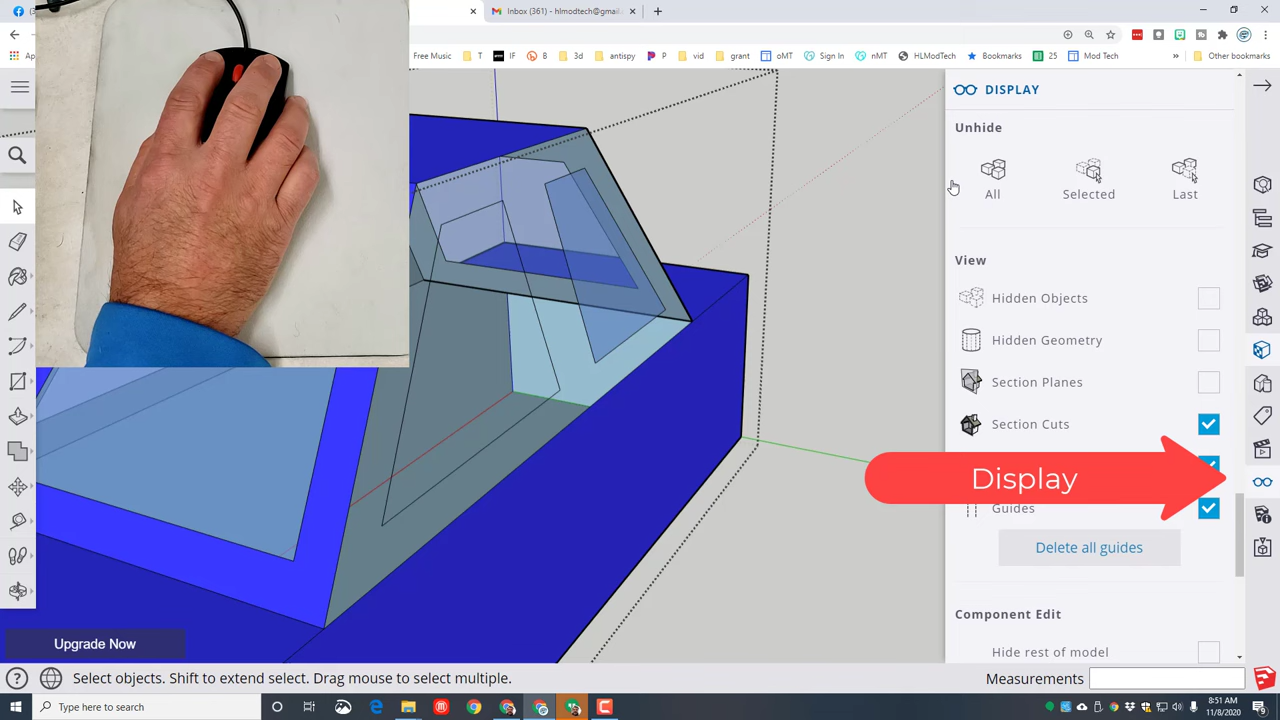 Inbox (361) - hlmodtech@gmail
Free Music
T
IF
B
3d
antispy
P
grant
oMT
Sign In
nMT
HLModTech
Bookmarks
25
Mod Tech
»
Other bookmarks
DISPLAY
Unhide
All
Selected
Last
View
Hidden Objects
Hidden Geometry
Section Planes
Section Cuts
Display
Guides
Delete all guides
Component Edit
Hide rest of model
Upgrade Now
Select objects. Shift to extend select. Drag mouse to select multiple.
Measurements
Type here to search
8:51 AM
11/8/2020